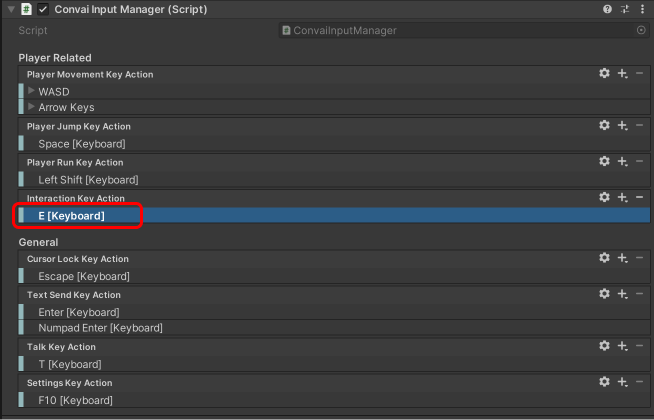 Convai Input Manager (Script)
Script ConvaiInputManager
Player Related
Player Movement Key Action
WASD
Arrow Keys
Player Jump Key Action
Space [Keyboard]
Player Run Key Action
Left Shift [Keyboard]
Interaction Key Action
E [Keyboard]
General
Cursor Lock Key Action
Escape [Keyboard]
Text Send Key Action
Enter [Keyboard]
Numpad Enter [Keyboard]
Talk Key Action
T [Keyboard]
Settings Key Action
F10 [Keyboard]